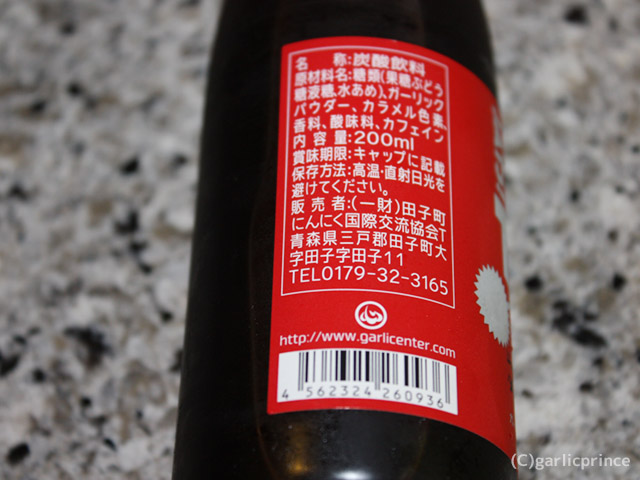 名　称:炭酸飲料
原材料名:糖類(果糖ぶどう
糖液糖,水あめ),ガーリック
パウダー、カラメル色素、
香料、酸味料、カフェイン
内容量:200ml
賞味期限:キャップに記載
保存方法:高温・直射日光を
避けてください。
販売者:(一財)田子町
にんにく国際交流協会T
青森県三戸郡田子町大
字田子字田子11
TEL0179-32-3165
http://www.garlicenter.com
4 562324 260936
(C)garlicprince